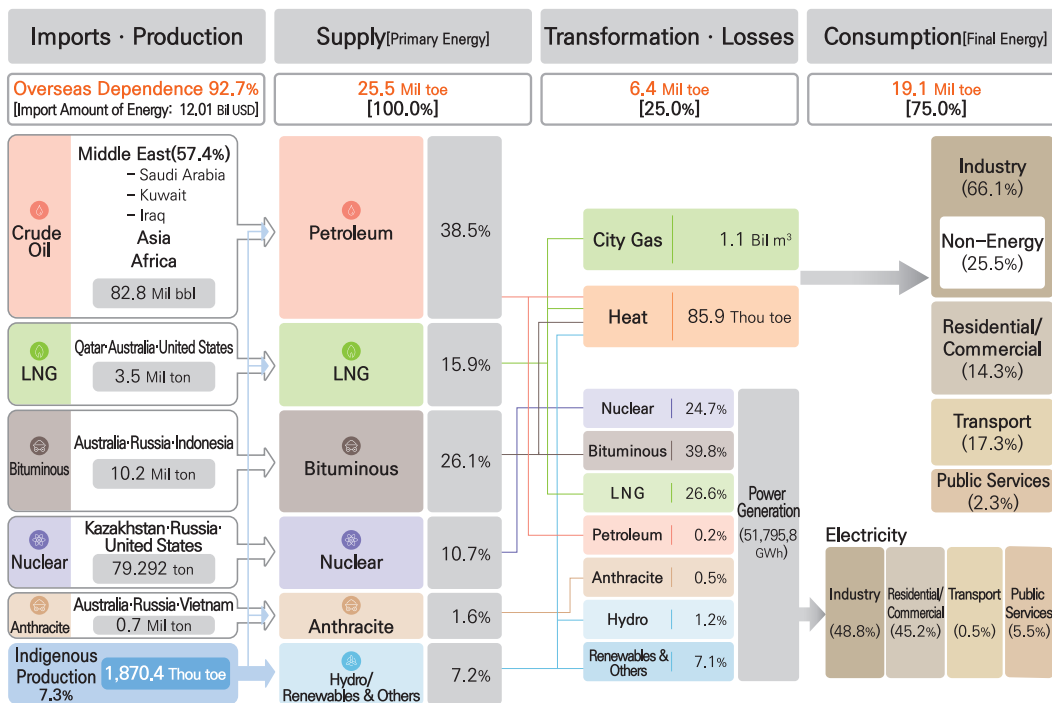 Imports · Production
Supply[Primary Energy]
Transformation · Losses
Consumption[Final Energy]
Overseas Dependence 92.7%
[Import Amount of Energy: 12.01 Bil USD]
25.5 Mil toe
[100.0%]
6.4 Mil toe
[25.0%]
19.1 Mil toe
[75.0%]
Crude
Oil
Middle East(57.4%)
– Saudi Arabia
– Kuwait
– Iraq
Asia
Africa
82.8 Mil bbl
LNG
Qatar·Australia·United States
3.5 Mil ton
Bituminous
Australia·Russia·Indonesia
10.2 Mil ton
Nuclear
Kazakhstan·Russia·
United States
79.292 ton
Anthracite
Australia·Russia·Vietnam
0.7 Mil ton
Indigenous
Production
7.3%
1,870.4 Thou toe
Petroleum
38.5%
LNG
15.9%
Bituminous
26.1%
Nuclear
10.7%
Anthracite
1.6%
Hydro/
Renewables & Others
7.2%
City Gas
1.1 Bil m³
Heat
85.9 Thou toe
Nuclear
24.7%
Bituminous
39.8%
LNG
26.6%
Petroleum
0.2%
Anthracite
0.5%
Hydro
1.2%
Renewables &
Others
7.1%
Power
Generation
(51,795,8
GWh)
Industry
(66.1%)
Non-Energy
(25.5%)
Residential/
Commercial
(14.3%)
Transport
(17.3%)
Public Services
(2.3%)
Electricity
Industry
(48.8%)
Residential/
Commercial
(45.2%)
Transport
(0.5%)
Public
Services
(5.5%)